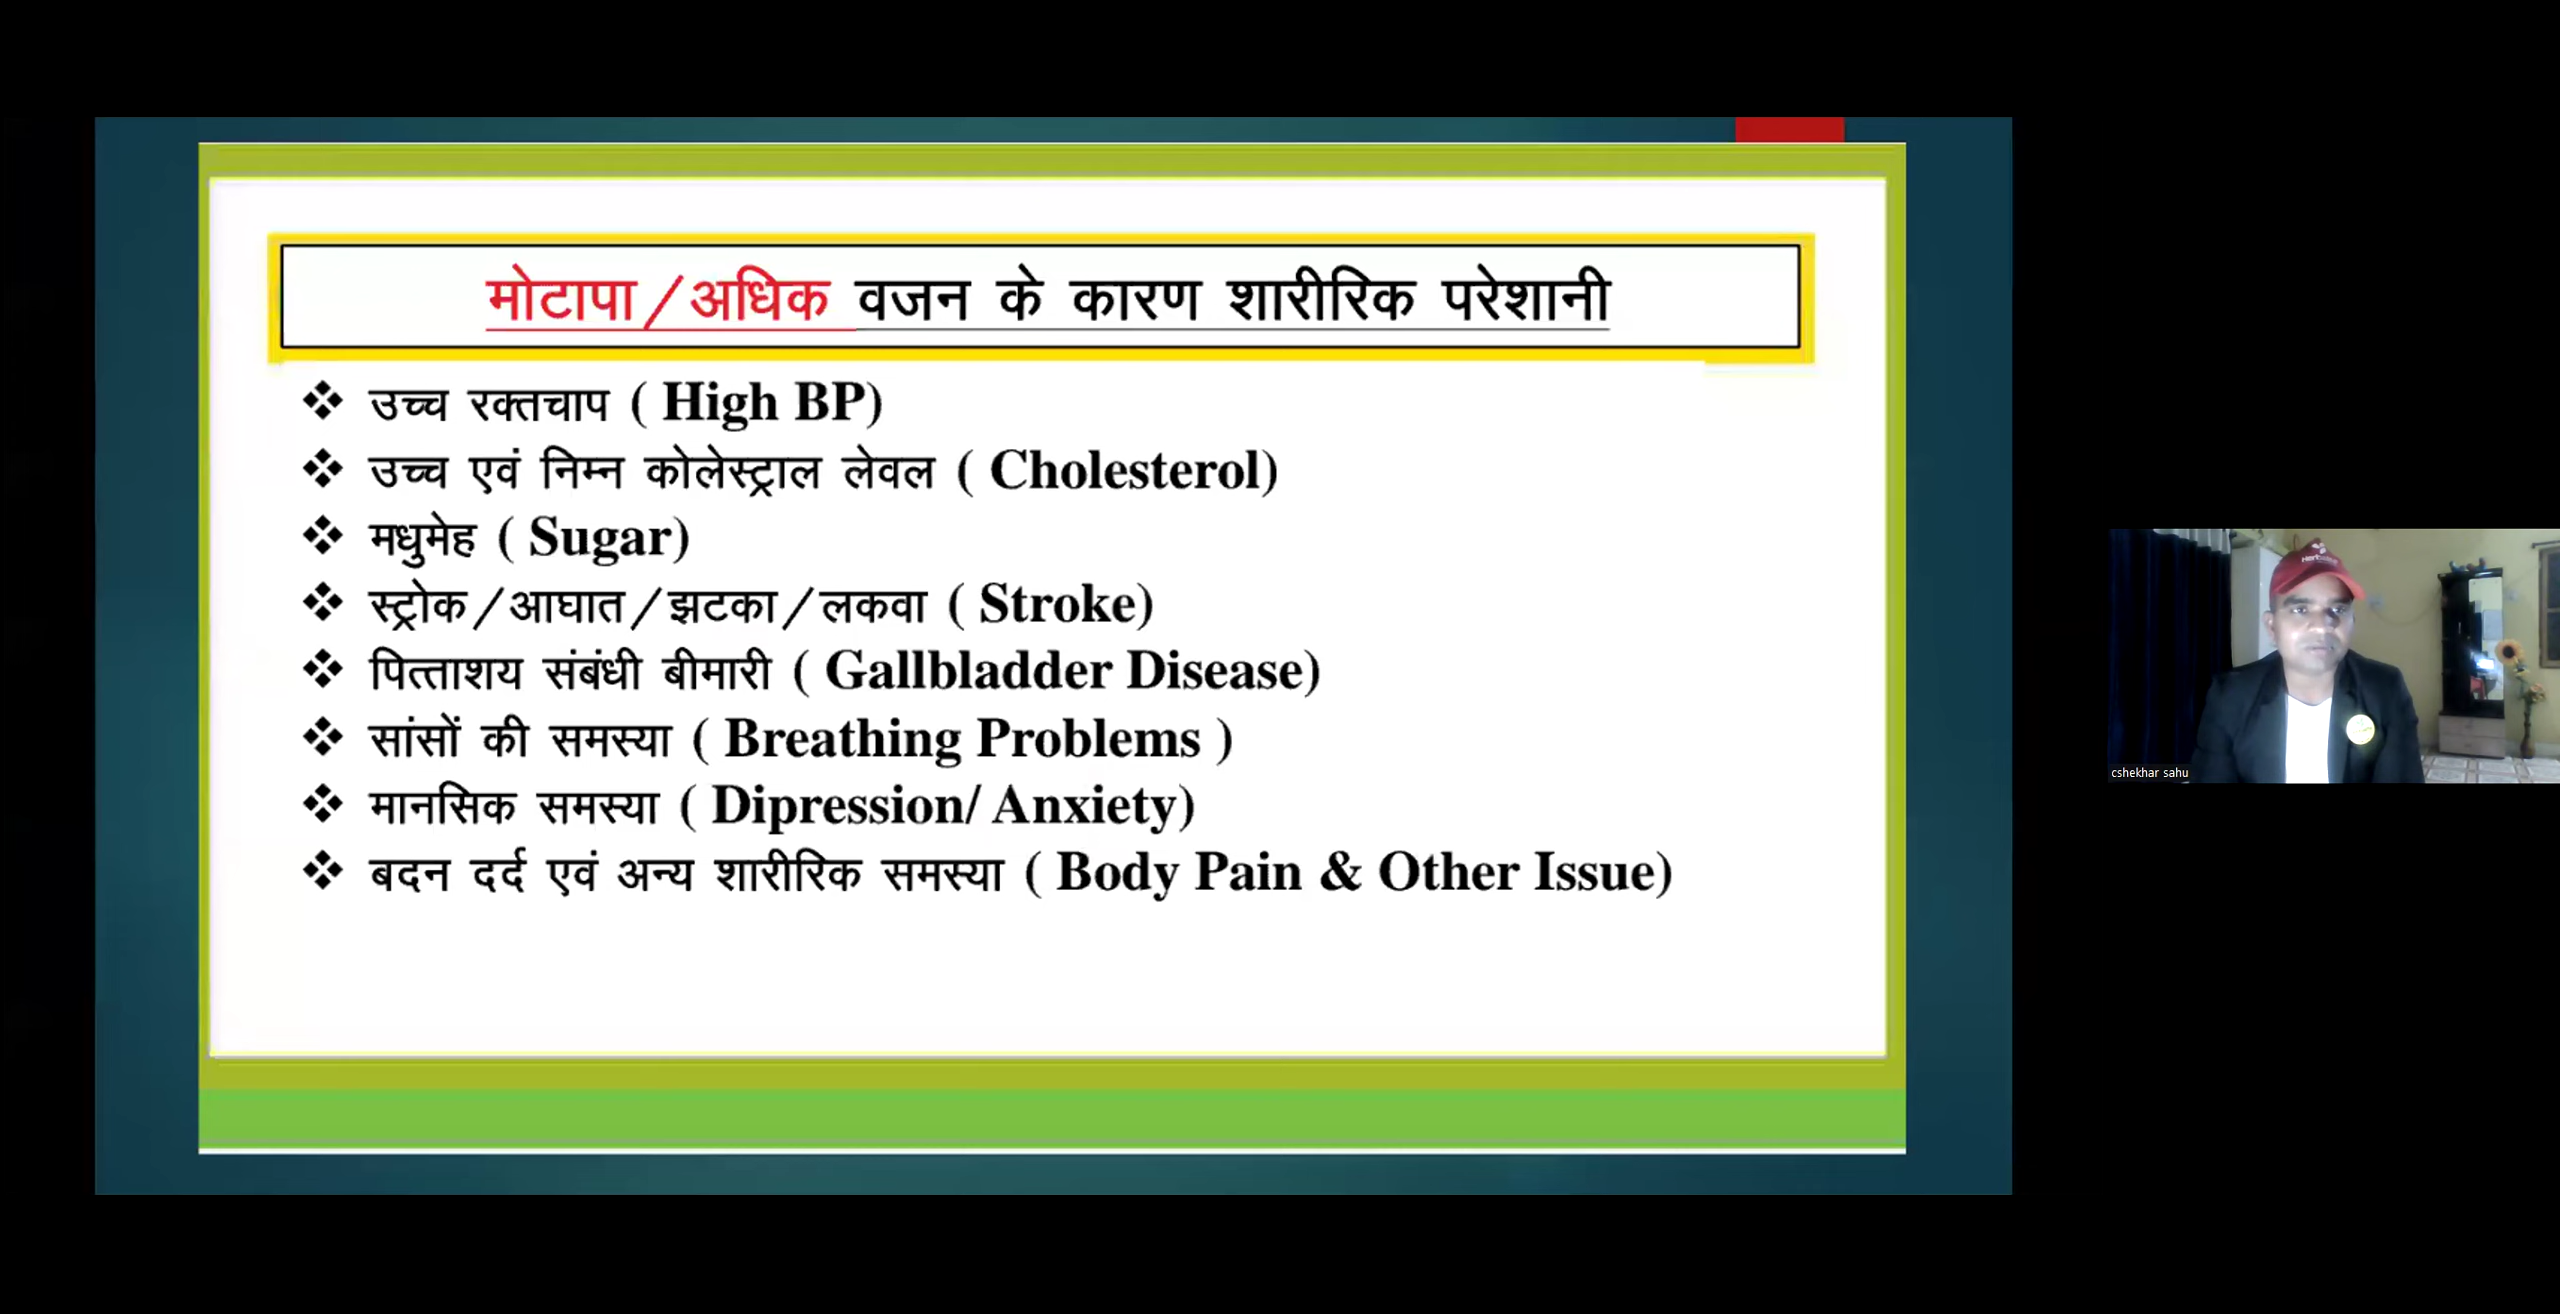 मोटापा/अधिक वजन के कारण शारीरिक परेशानी
❖ उच्च रक्तचाप ( High BP)
❖ उच्च एवं निम्न कोलेस्ट्राल लेवल ( Cholesterol)
❖ मधुमेह ( Sugar)
❖ स्ट्रोक/आघात/झटका/लकवा ( Stroke)
❖ पित्ताशय संबंधी बीमारी ( Gallbladder Disease)
❖ सांसों की समस्या ( Breathing Problems )
❖ मानसिक समस्या ( Dipression/ Anxiety)
❖ बदन दर्द एवं अन्य शारीरिक समस्या ( Body Pain & Other Issue)
cshekhar sahu